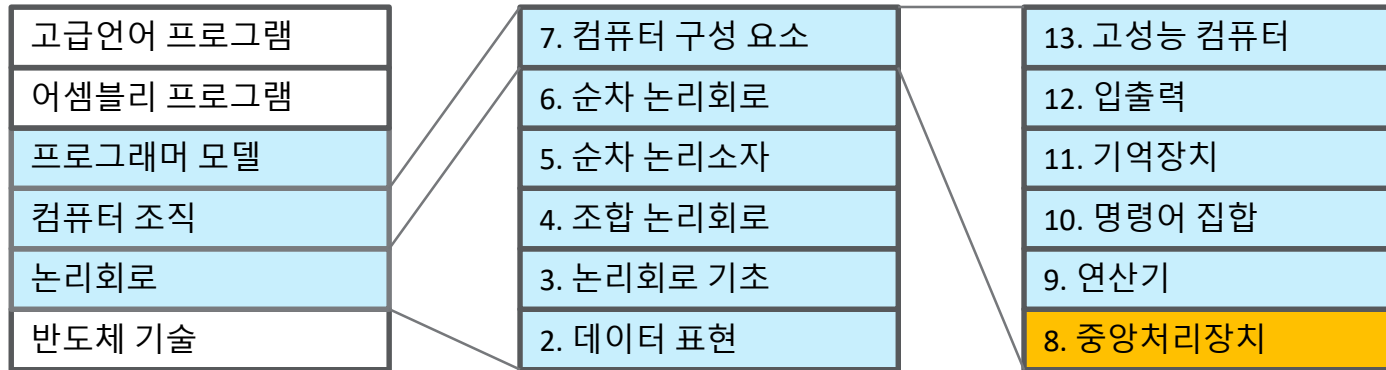 고급언어 프로그램
어셈블리 프로그램
프로그래머 모델
컴퓨터 조직
논리회로
반도체 기술
7. 컴퓨터 구성 요소
6. 순차 논리회로
5. 순차 논리소자
4. 조합 논리회로
3. 논리회로 기초
2. 데이터 표현
13. 고성능 컴퓨터
12. 입출력
11. 기억장치
10. 명령어 집합
9. 연산기
8. 중앙처리장치